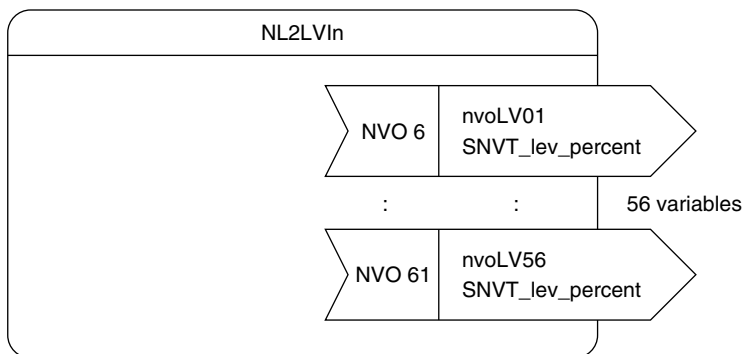 NL2LVIn
NVO 6
nvoLV01
SNVT_lev_percent
: :
56 variables
NVO 61
nvoLV56
SNVT_lev_percent